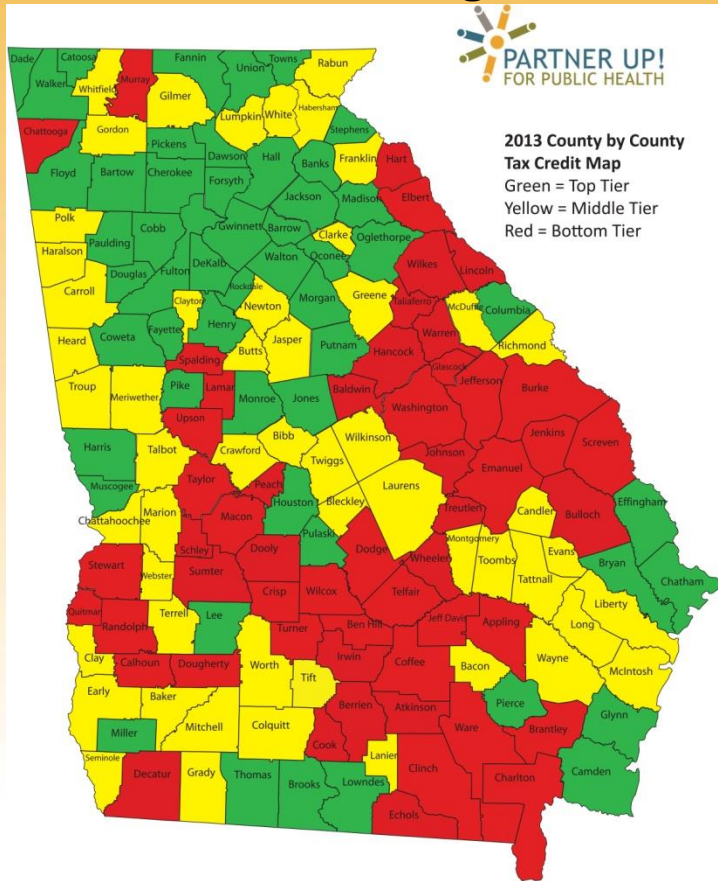 PARTNER UP!
FOR PUBLIC HEALTH
2013 County by County
Tax Credit Map
Green = Top Tier
Yellow = Middle Tier
Red = Bottom Tier
Dade
Catoosa
Fannin
Towns
Rabun
Union
Walker
Whitfield
Murray
Gilmer
Habersham
White
Lumpkin
Chattooga
Gordon
Stephens
Pickens
Dawson
Hall
Banks
Franklin
Hart
Floyd
Bartow
Cherokee
Forsyth
Jackson
Madison
Elbert
Polk
Cobb
Gwinnett
Barrow
Clarke
Oglethorpe
Haralson
Paulding
Oconee
Wilkes
Lincoln
Douglas
Fulton
DeKalb
Walton
Carroll
Rockdale
Clayton
Newton
Morgan
Greene
Taliaferro
McDuffie
Columbia
Heard
Coweta
Fayette
Henry
Warren
Richmond
Butts
Jasper
Putnam
Hancock
Spalding
Glascock
Troup
Meriwether
Pike
Lamar
Monroe
Jones
Baldwin
Jefferson
Burke
Upson
Washington
Harris
Talbot
Crawford
Bibb
Wilkinson
Jenkins
Screven
Twiggs
Johnson
Emanuel
Muscogee
Taylor
Peach
Laurens
Marion
Macon
Houston
Bleckley
Treutlen
Candler
Bulloch
Effingham
Chattahoochee
Pulaski
Schley
Dooly
Dodge
Wheeler
Montgomery
Toombs
Evans
Bryan
Stewart
Webster
Sumter
Tattnall
Chatham
Crisp
Wilcox
Telfair
Liberty
Quitman
Randolph
Terrell
Lee
Turner
Ben Hill
Jeff Davis
Appling
Long
Clay
Calhoun
Dougherty
Worth
Irwin
Coffee
Bacon
Wayne
McIntosh
Tift
Early
Baker
Mitchell
Colquitt
Berrien
Atkinson
Pierce
Glynn
Miller
Cook
Ware
Brantley
Seminole
Lanier
Camden
Decatur
Grady
Thomas
Brooks
Lowndes
Clinch
Charlton
Echols